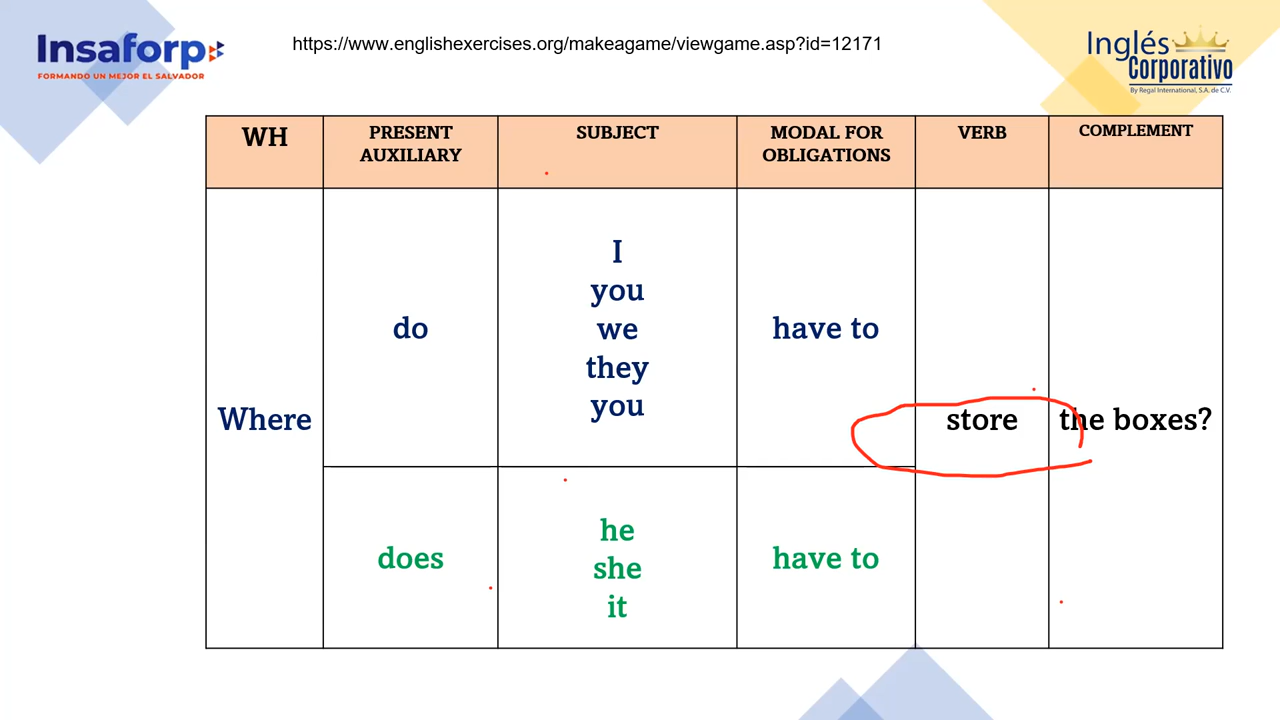 Insaforp
FORMANDO UN MEJOR EL SALVADOR
https://www.englishexercises.org/makeagame/viewgame.asp?id=12171
Inglés
Corporativo
By Regal International, S.A. de C.V.
WH
PRESENT
AUXILIARY
SUBJECT
MODAL FOR
OBLIGATIONS
VERB
COMPLEMENT
Where
do
I
you
we
they
you
have to
store
the boxes?
does
he
she
it
have to